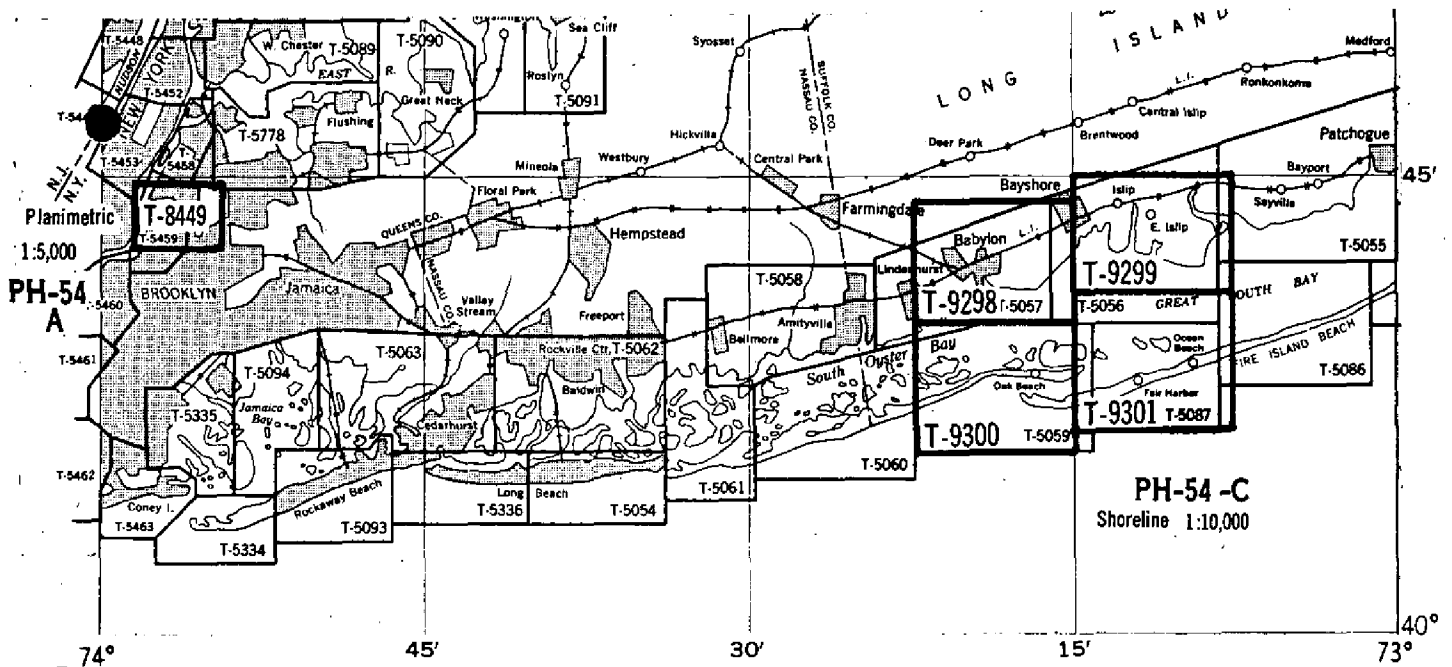 T-5448
HUDSON
NEW YORK
T-5452
W. Chester
T-5089
EAST
R.
T-5090
Great Neck
Sea Cliff
Roslyn
T-5091
Syosset
SUFFOLK CO.
NASSAU CO.
LONG ISLAND
Medford
L.I.
Ronkonkoma
Central Islip
Brentwood
Deer Park
Patchogue
Bayport
Sayville
T-5778
Flushing
T-5453
T-5458
N.J.
N.Y.
Mineola
Westbury
Hickville
Central Park
Floral Park
Farmingdale
Bayshore
Islip
E. Islip
45'
Planimetric
T-8449
T-5459
1:5,000
QUEENS CO.
NASSAU CO.
Hempstead
Babylon
L.I.
T-9299
T-5055
PH-54
A
T-5460
BROOKLYN
Jamaica
Valley
Stream
Freeport
T-5058
Lindenhurst
T-9298
T-5057
T-5056
GREAT SOUTH BAY
T-5461
T-5063
Rockville Ctr.
T-5062
Bellmore
Amityville
South Oyster Bay
Ocean
Beach
FIRE ISLAND BEACH
T-5094
Baldwin
Oak Beach
Fair Harbor
T-5086
T-5335
Jamaica
Bay
Cedarhurst
T-9301
T-5087
T-9300
T-5059
T-5462
Coney I.
T-5463
Rockaway Beach
Long Beach
T-5060
T-5061
T-5334
T-5093
T-5336
T-5054
PH-54 -C
Shoreline 1:10,000
40°
74°
45'
30'
15'
73°